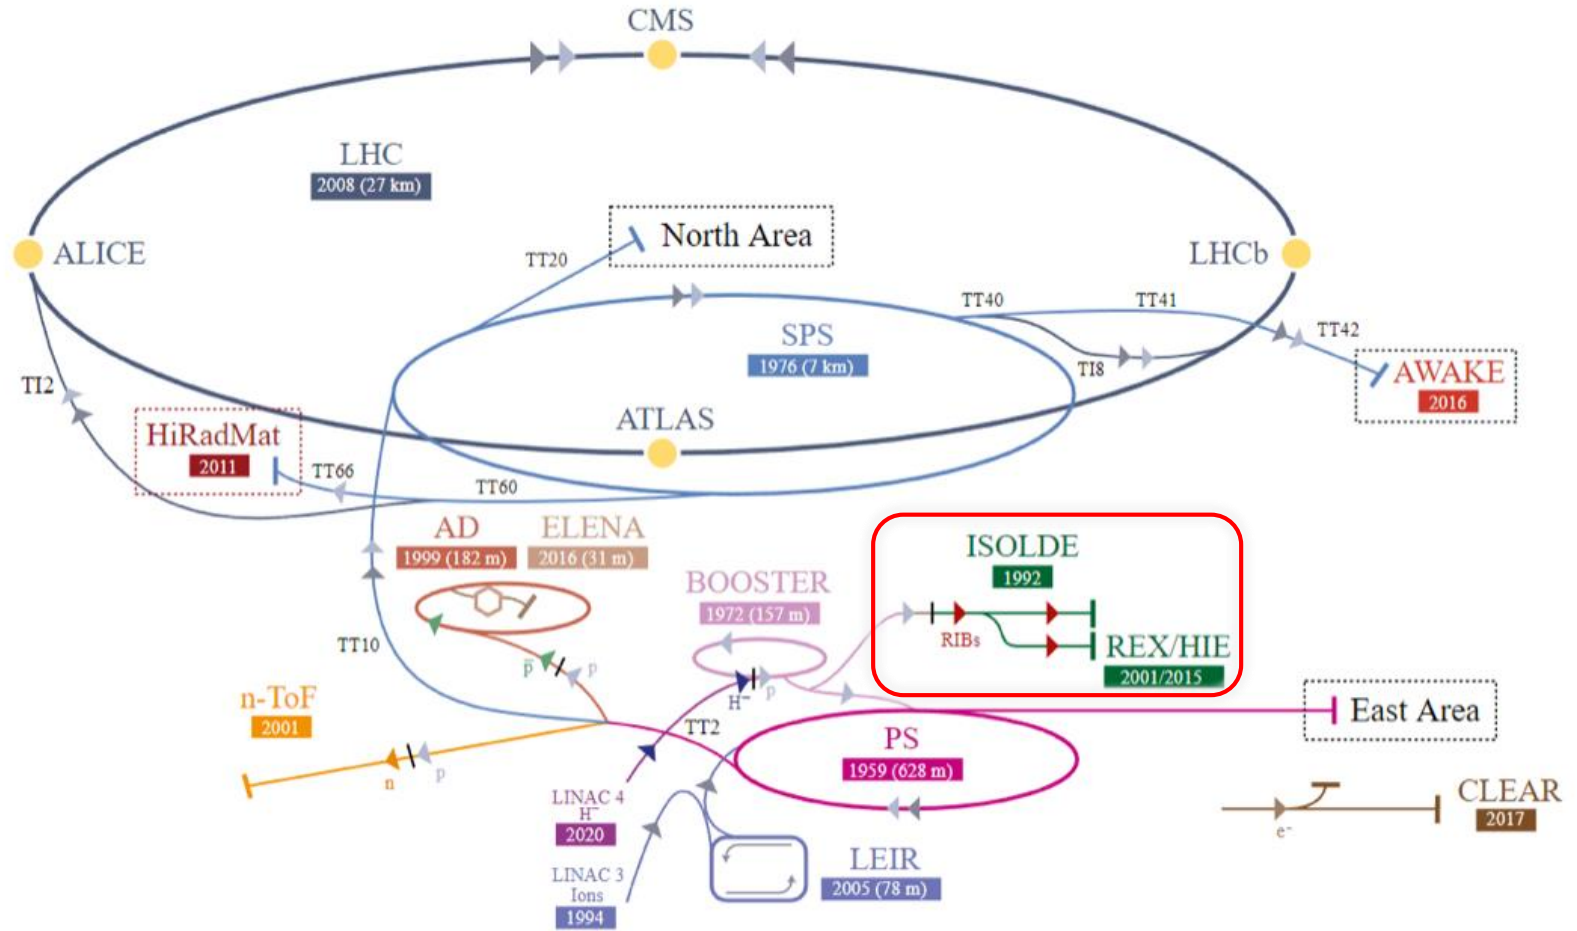 CMS
LHC
2008 (27 km)
North Area
ALICE
LHCb
TT20
TT40
TT41
SPS
1976 (7 km)
TT42
TI8
TI2
AWAKE
2016
ATLAS
HiRadMat
2011
TT66
TT60
AD
1999 (182 m)
ELENA
2016 (31 m)
ISOLDE
1992
BOOSTER
1972 (157 m)
RIBs
REX/HIE
2001/2015
TT10
p̅
p
H⁻
p
n-ToF
2001
TT2
East Area
PS
1959 (628 m)
n
p
LINAC 4
H⁻
2020
CLEAR
2017
e⁻
LINAC 3
Ions
1994
LEIR
2005 (78 m)